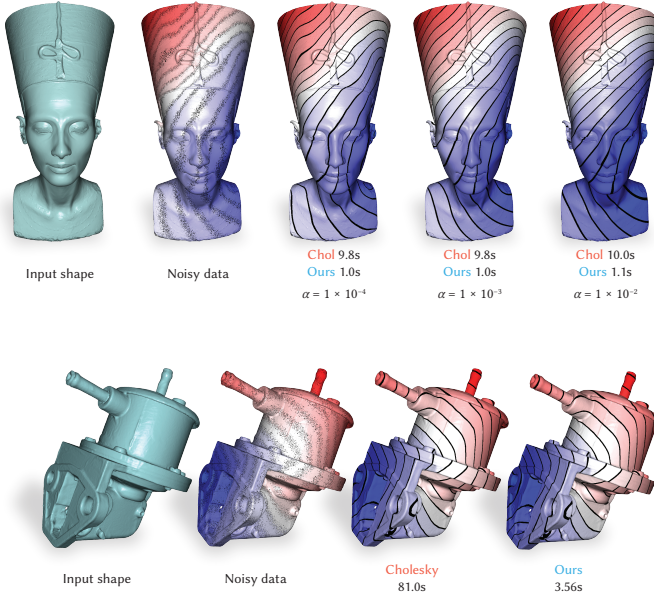 Input shape
Noisy data
Chol 9.8s
Ours 1.0s
α = 1 × 10⁻⁴
Chol 9.8s
Ours 1.0s
α = 1 × 10⁻³
Chol 10.0s
Ours 1.1s
α = 1 × 10⁻²
Input shape
Noisy data
Cholesky
81.0s
Ours
3.56s